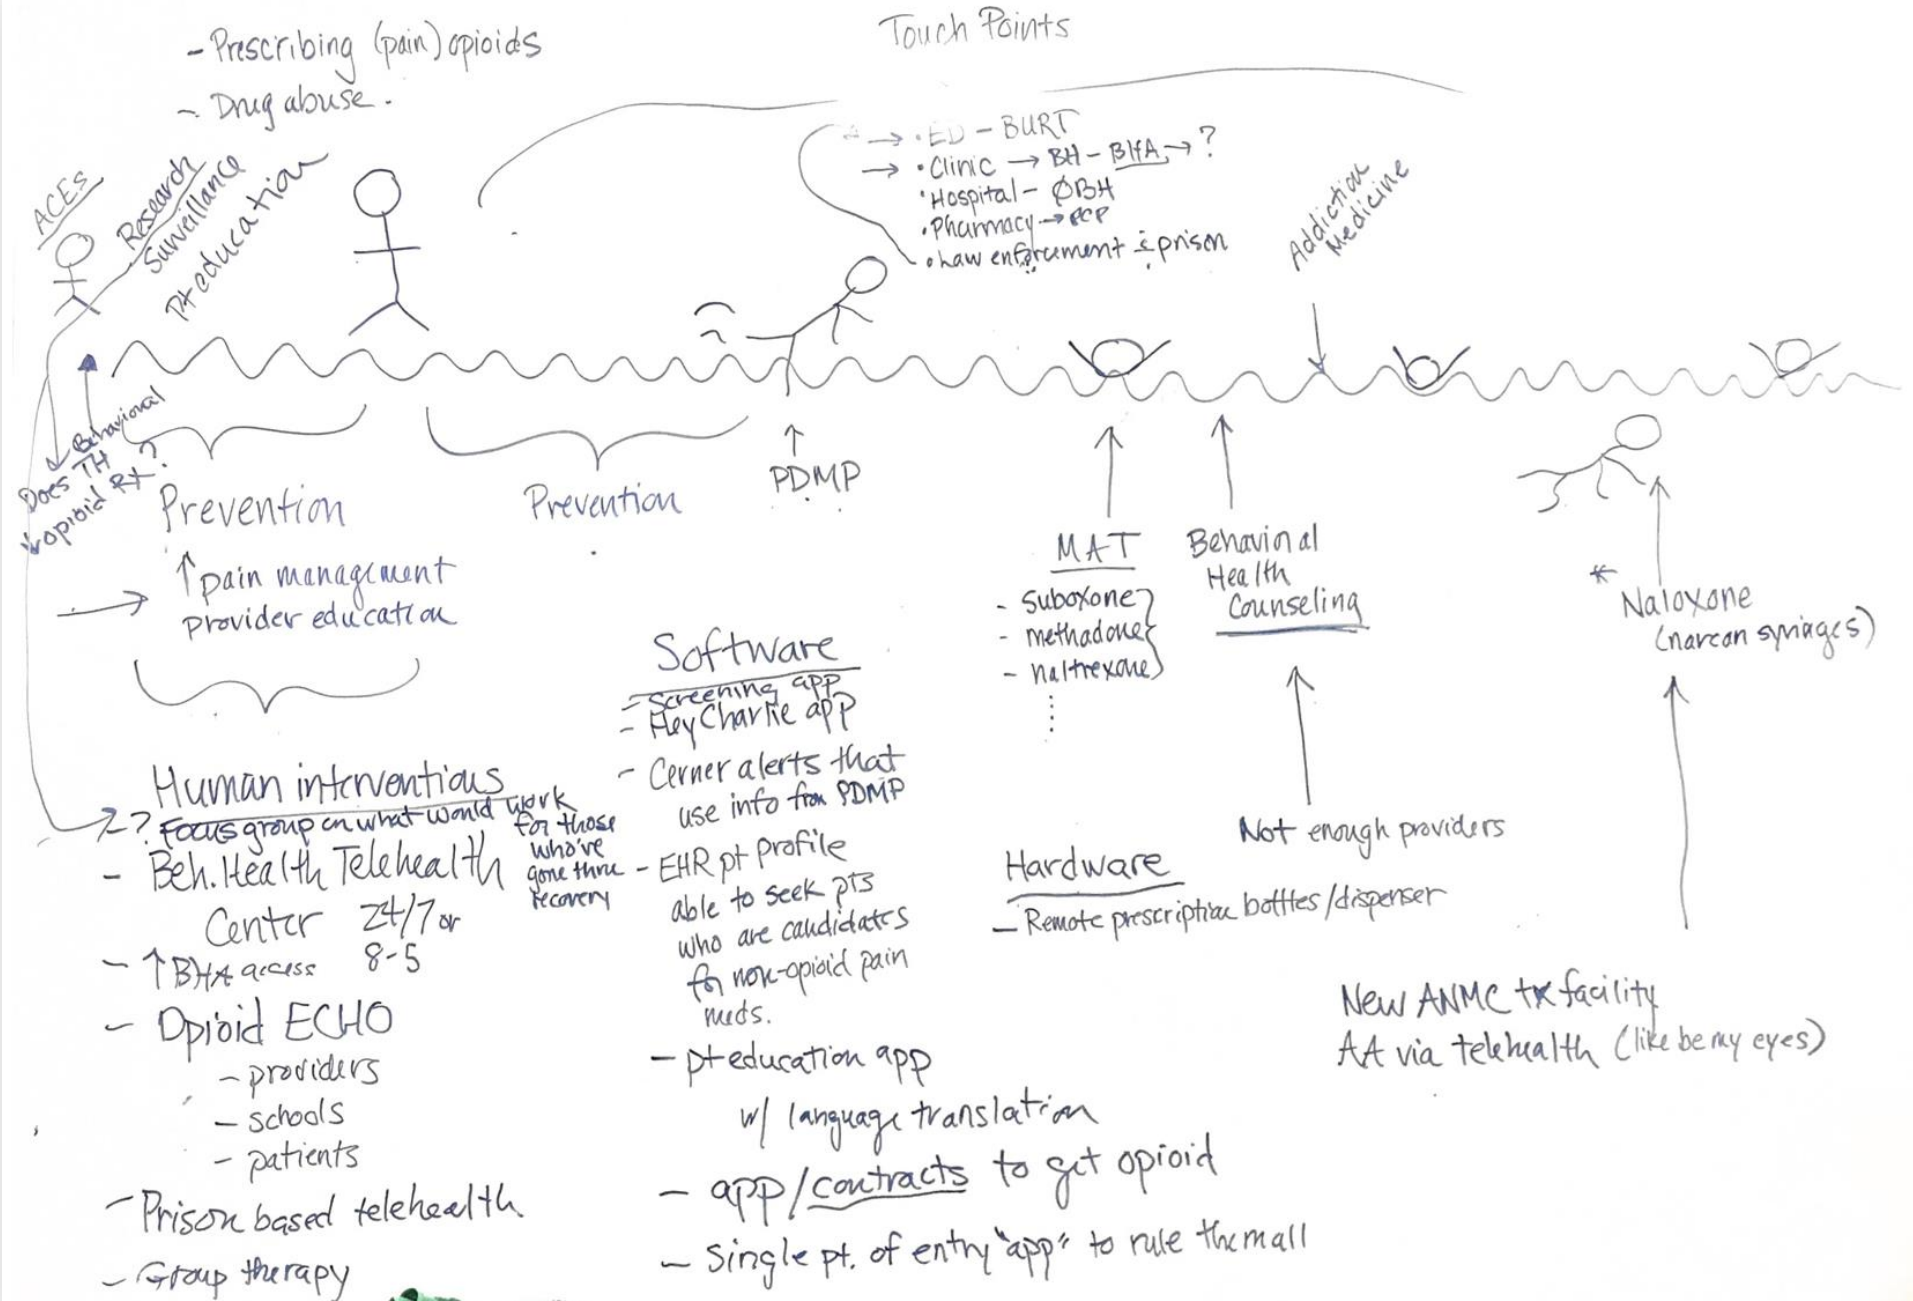 - Prescribing (pain) opioids
- Drug abuse.
Touch Points
ACEs
Research
Surveillance
Pt education
→ • ED - BURT
→ • Clinic → BH - BHA → ?
• Hospital - ØBH
• Pharmacy → PCP
• Law enforcement & prison
Addiction
Medicine
Behavioral
Does TH
↓ opioid Rx?
Prevention
↑ pain management
provider education
Prevention
↑
PDMP
MAT
- suboxone
- methadone
- naltrexone
Behavioral
Health
Counseling
* Naloxone
(narcan syringes)
Not enough providers
Human interventions
? Focus group on what would work
for those
who've
gone thru
recovery
- Beh. Health Telehealth
Center 24/7 or
8-5
- ↑ BHA access
- Opioid ECHO
- providers
- schools
- patients
- Prison based telehealth
- Group therapy
Software
- Screening app
- Hey Charlie app
- Cerner alerts that
use info from PDMP
- EHR pt profile
able to seek pts
who are candidates
for non-opioid pain
meds.
- pt education app
w/ language translation
- app/contracts to get opioid
- Single pt. of entry "app" to rule them all
Hardware
- Remote prescription bottles/dispenser
New ANMC tx facility
AA via telehealth (like be my eyes)